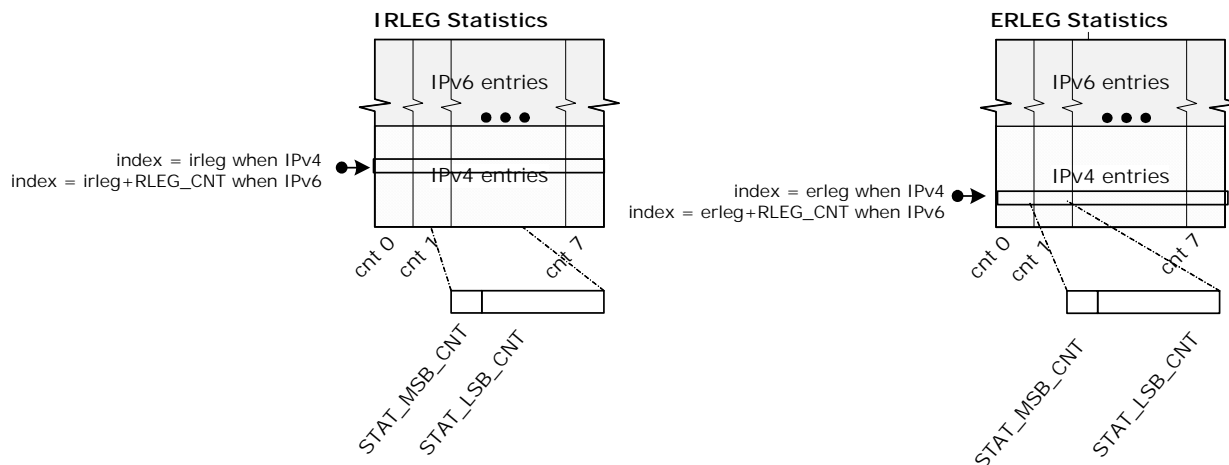 IRLEG Statistics
IPv6 entries
index = irleg when IPv4
index = irleg+RLEG_CNT when IPv6
IPv4 entries
cnt 0
cnt 1
cnt 7
STAT_MSB_CNT
STAT_LSB_CNT
ERLEG Statistics
IPv6 entries
index = erleg when IPv4
index = erleg+RLEG_CNT when IPv6
IPv4 entries
cnt 0
cnt 1
cnt 7
STAT_MSB_CNT
STAT_LSB_CNT